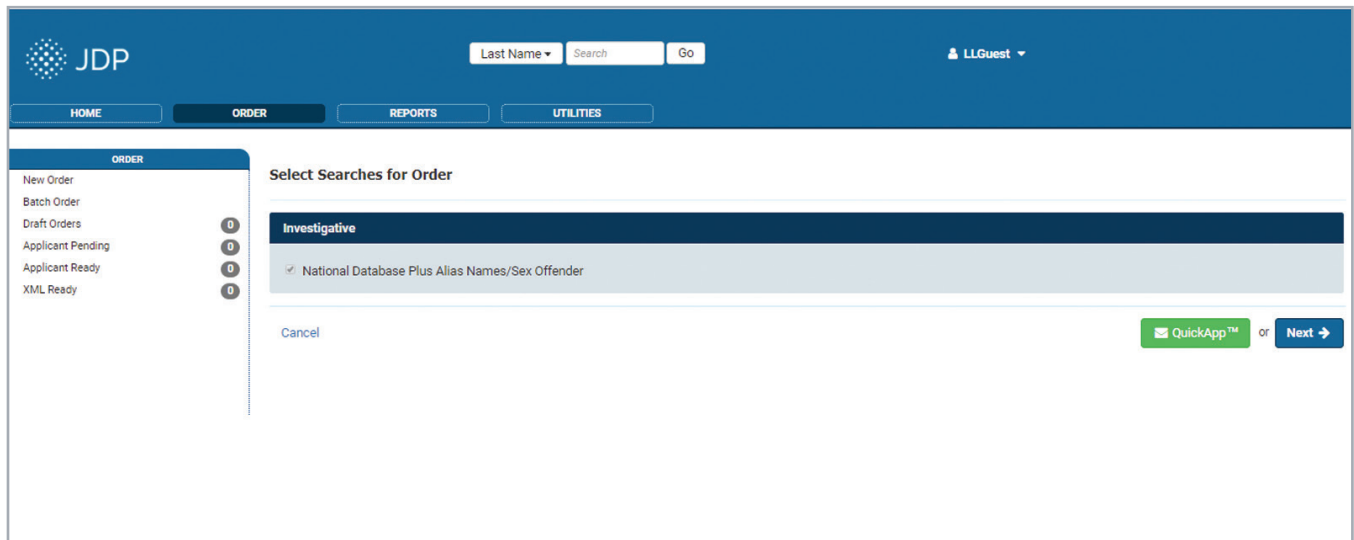 JDP
Last Name Search Go
LLGuest
HOME ORDER REPORTS UTILITIES
ORDER
New Order
Batch Order
Draft Orders 0
Applicant Pending 0
Applicant Ready 0
XML Ready 0
Select Searches for Order
Investigative
National Database Plus Alias Names/Sex Offender
Cancel
QuickApp™ or Next →